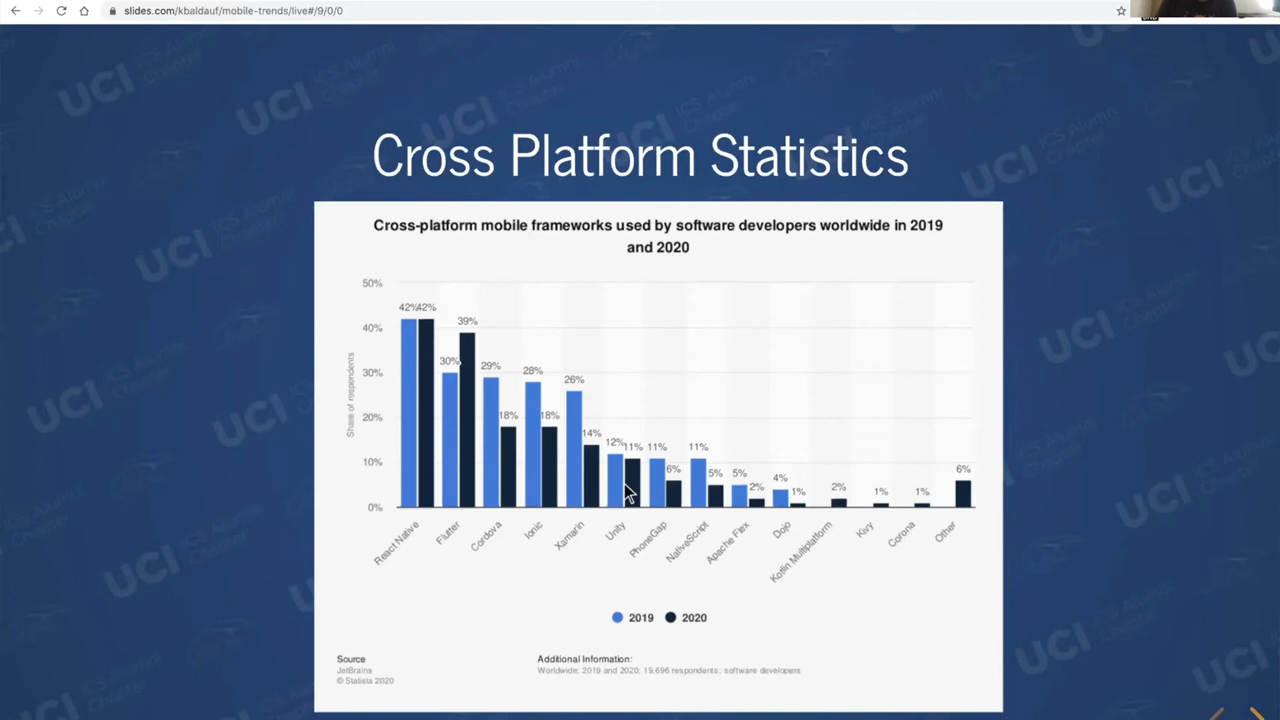 slides.com/kbaldauf/mobile-trends/live#/9/0/0
UCI ICS Alumni Chapter
Cross Platform Statistics
Cross-platform mobile frameworks used by software developers worldwide in 2019
and 2020
Share of respondents
50%
40%
30%
20%
10%
0%
42% 42%
30% 39%
29% 18%
28% 18%
26% 14%
12% 11%
11% 6%
11% 5%
5% 2%
4% 1%
2%
1%
1%
6%
React Native
Flutter
Cordova
Ionic
Xamarin
Unity
PhoneGap
NativeScript
Apache Flex
Dojo
Kotlin Multiplatform
Kivy
Corona
Other
2019 2020
Source
JetBrains
© Statista 2020
Additional Information:
Worldwide; 2019 and 2020; 19,696 respondents; software developers